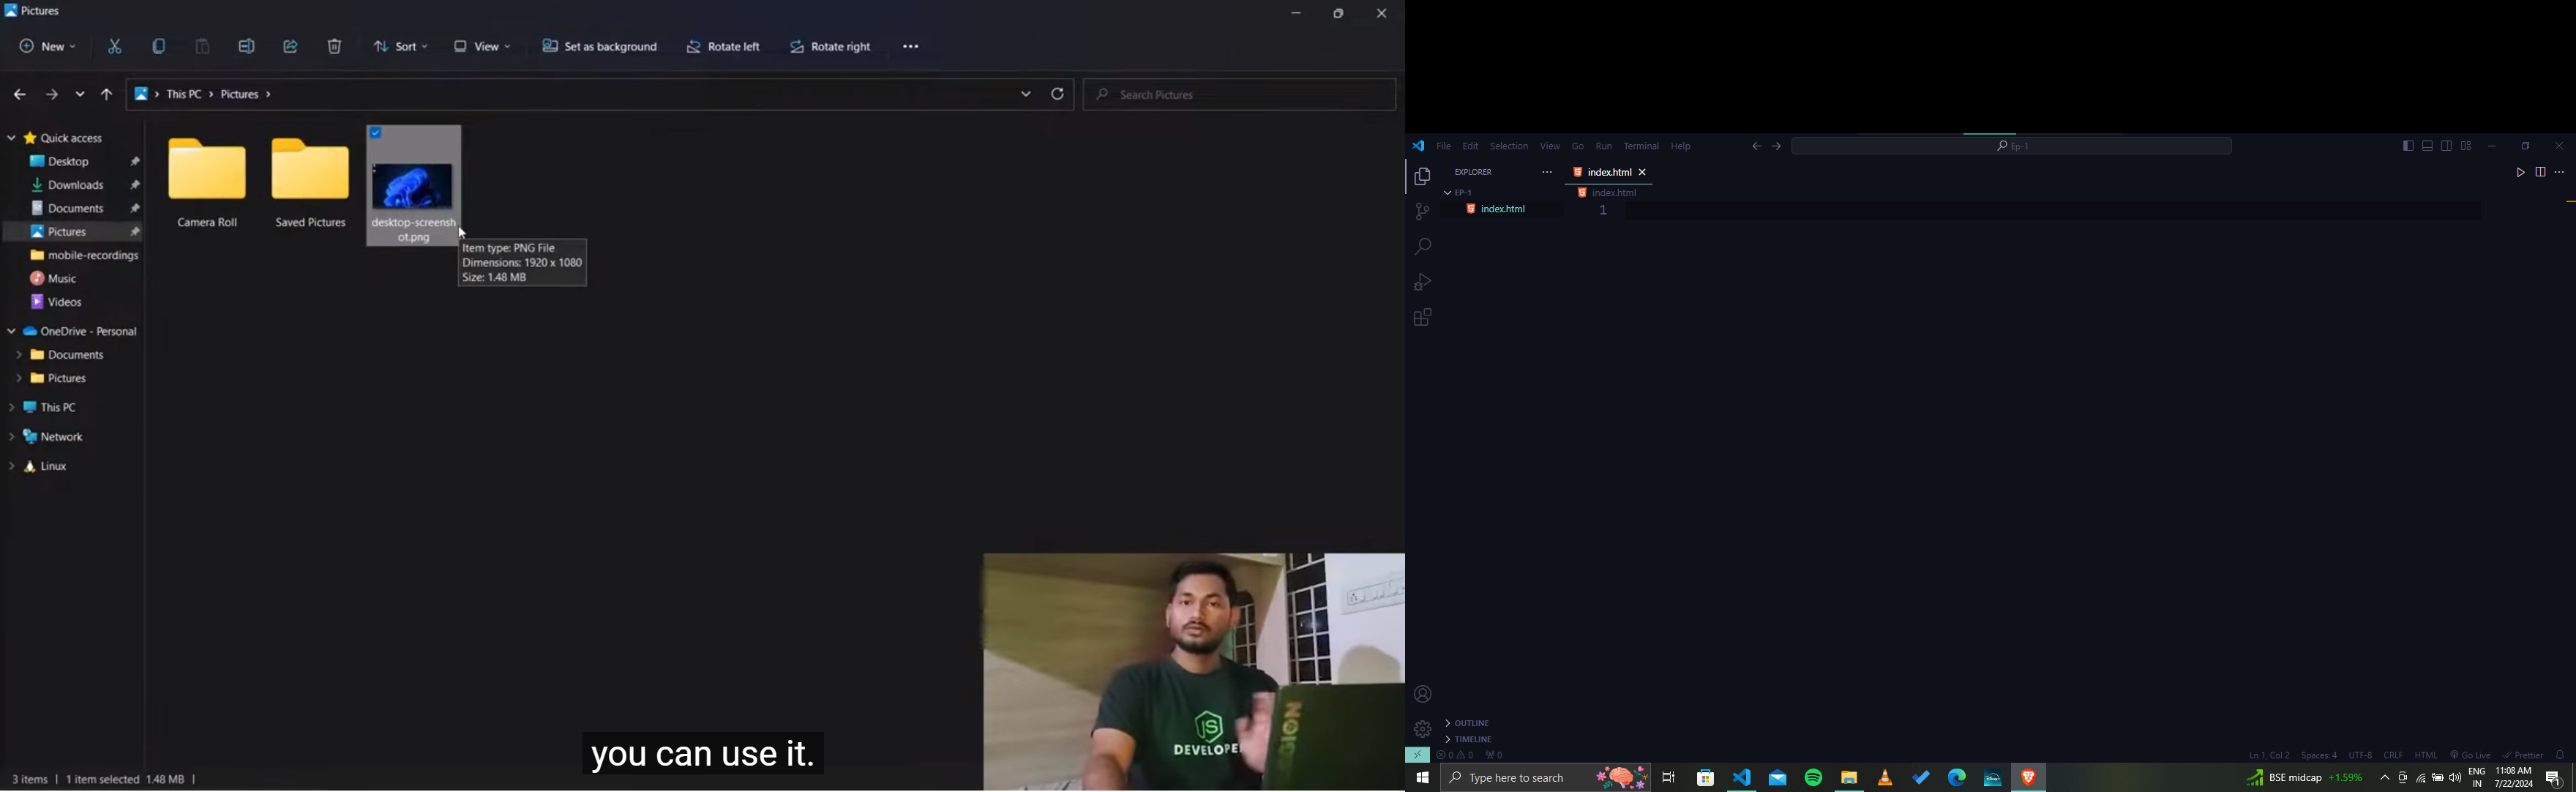 Pictures
New
Sort
View
Set as background
Rotate left
Rotate right
This PC
Pictures
Search Pictures
Quick access
Desktop
Downloads
Documents
Pictures
mobile-recordings
Music
Videos
OneDrive - Personal
Documents
Pictures
This PC
Network
Linux
Camera Roll
Saved Pictures
desktop-screensh
ot.png
Item type: PNG File
Dimensions: 1920 x 1080
Size: 1.48 MB
JS
DEVELOPE
GION
you can use it.
3 items | 1 item selected 1.48 MB |
File Edit Selection View Go Run Terminal Help
Ep-1
EXPLORER
index.html
EP-1
index.html
index.html
1
OUTLINE
TIMELINE
0 0 0
Ln 1, Col 2 Spaces: 4 UTF-8 CRLF HTML Go Live Prettier
Type here to search
BSE midcap +1.59%
ENG
IN
11:08 AM
7/22/2024
1